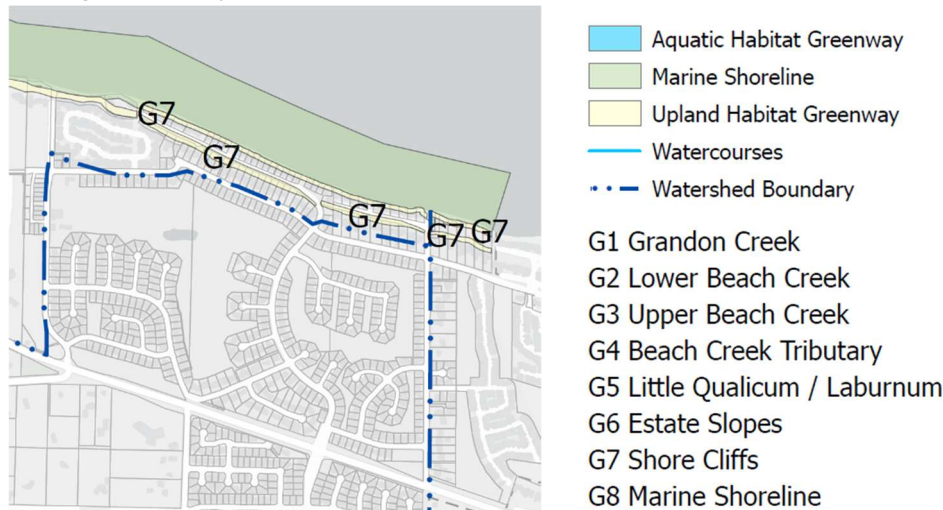 G7
G7
G7
G7
G7
Aquatic Habitat Greenway
Marine Shoreline
Upland Habitat Greenway
Watercourses
Watershed Boundary
G1 Grandon Creek
G2 Lower Beach Creek
G3 Upper Beach Creek
G4 Beach Creek Tributary
G5 Little Qualicum / Laburnum
G6 Estate Slopes
G7 Shore Cliffs
G8 Marine Shoreline